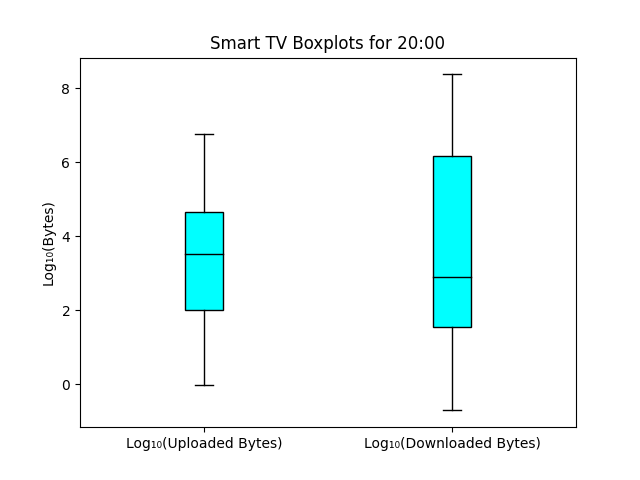 Smart TV Boxplots for 20:00
Log₁₀(Bytes)
8
6
4
2
0
Log₁₀(Uploaded Bytes)
Log₁₀(Downloaded Bytes)